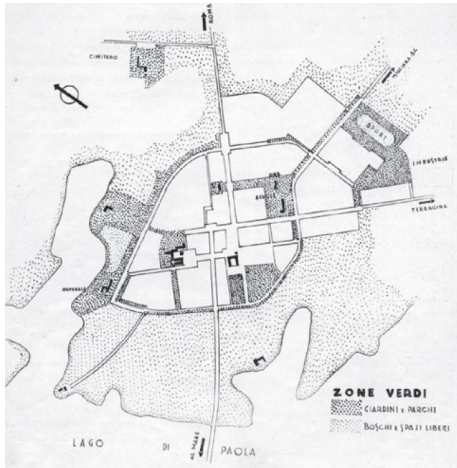 ROMA
CIMITERO
SPORT
INDUSTRIE
TERRACINA
OSPEDALE
ZONE VERDI
GIARDINI E PARCHI
BOSCHI E SPAZI LIBERI
LAGO DI PAOLA
AL MARE